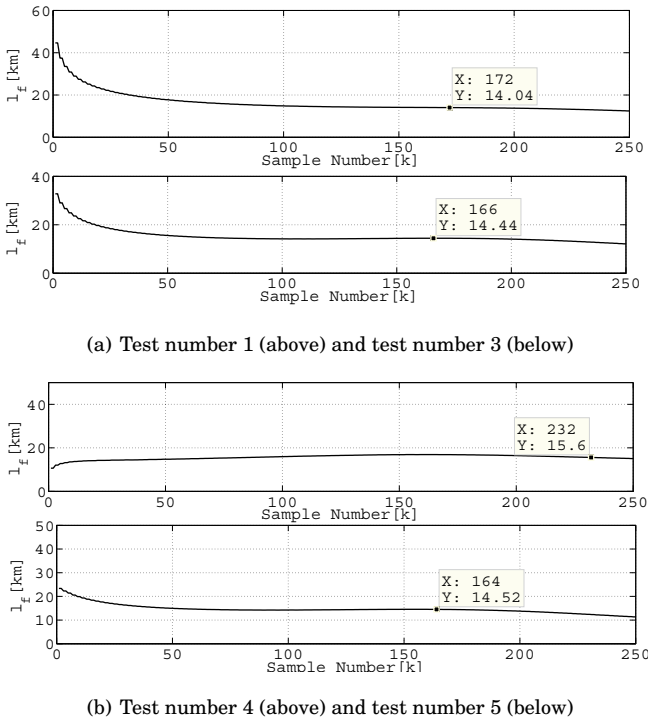 60
40
20
0
l_f [km]
X: 172
Y: 14.04
0 50 100 150 200 250
Sample Number[k]
40
20
0
l_f [km]
X: 166
Y: 14.44
0 50 100 150 200 250
Sample Number[k]
(a) Test number 1 (above) and test number 3 (below)
40
20
0
l_f [km]
X: 232
Y: 15.6
0 50 100 150 200 250
Sample Number[k]
50
40
30
20
10
0
l_f [km]
X: 164
Y: 14.52
0 50 100 150 200 250
Sample Number[k]
(b) Test number 4 (above) and test number 5 (below)